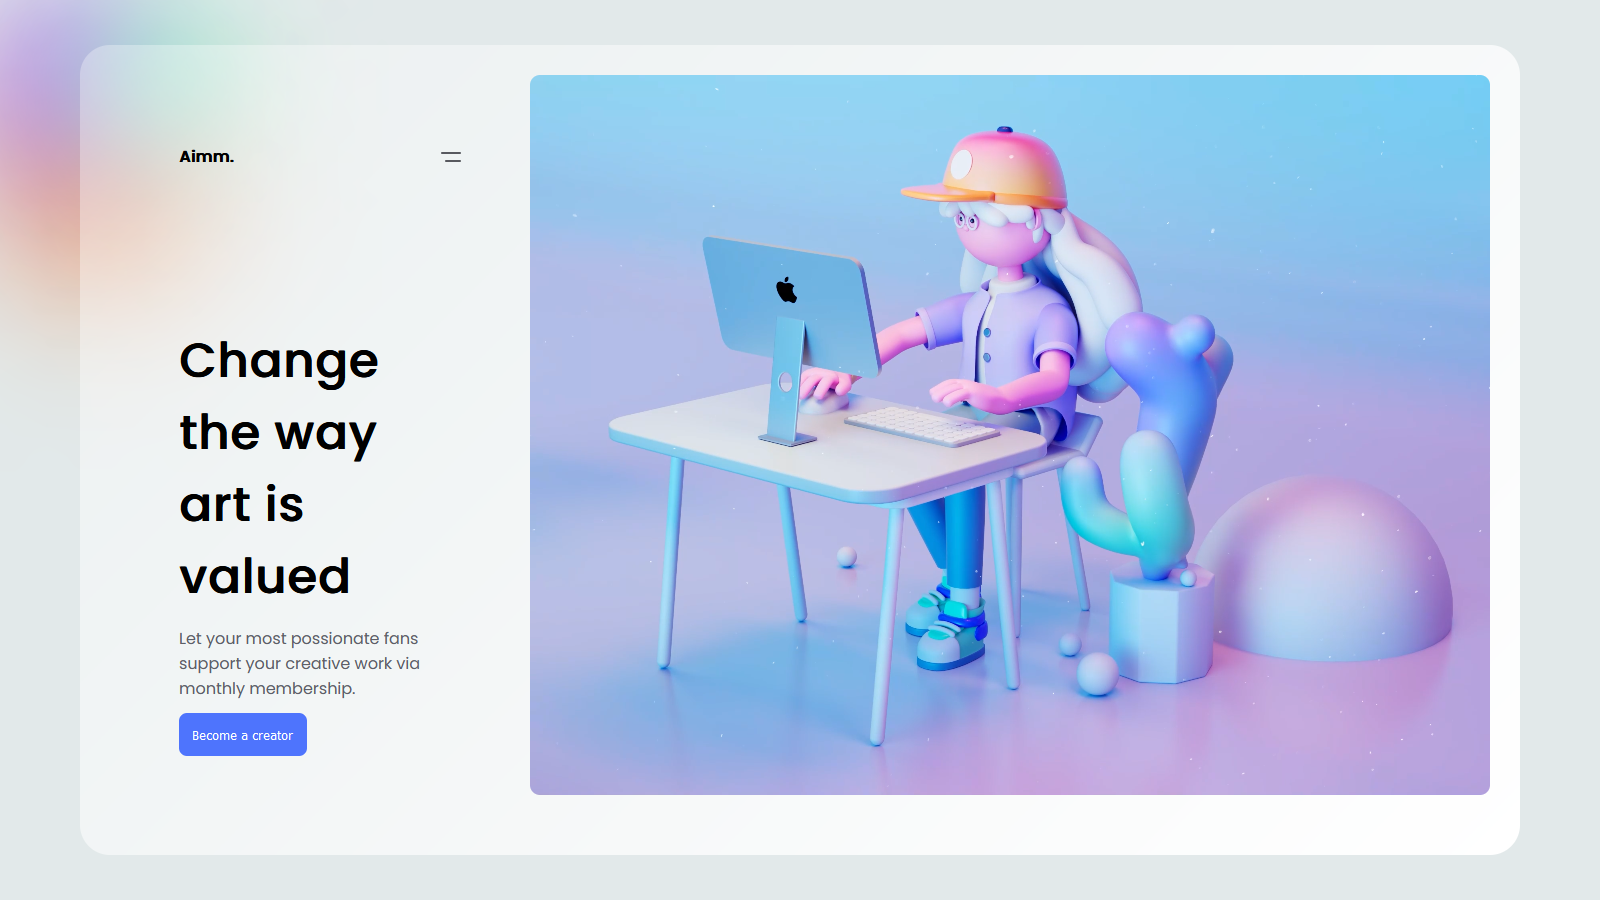 Aimm.
Change
the way
art is
valued
Let your most possionate fans
support your creative work via
monthly membership.
Become a creator